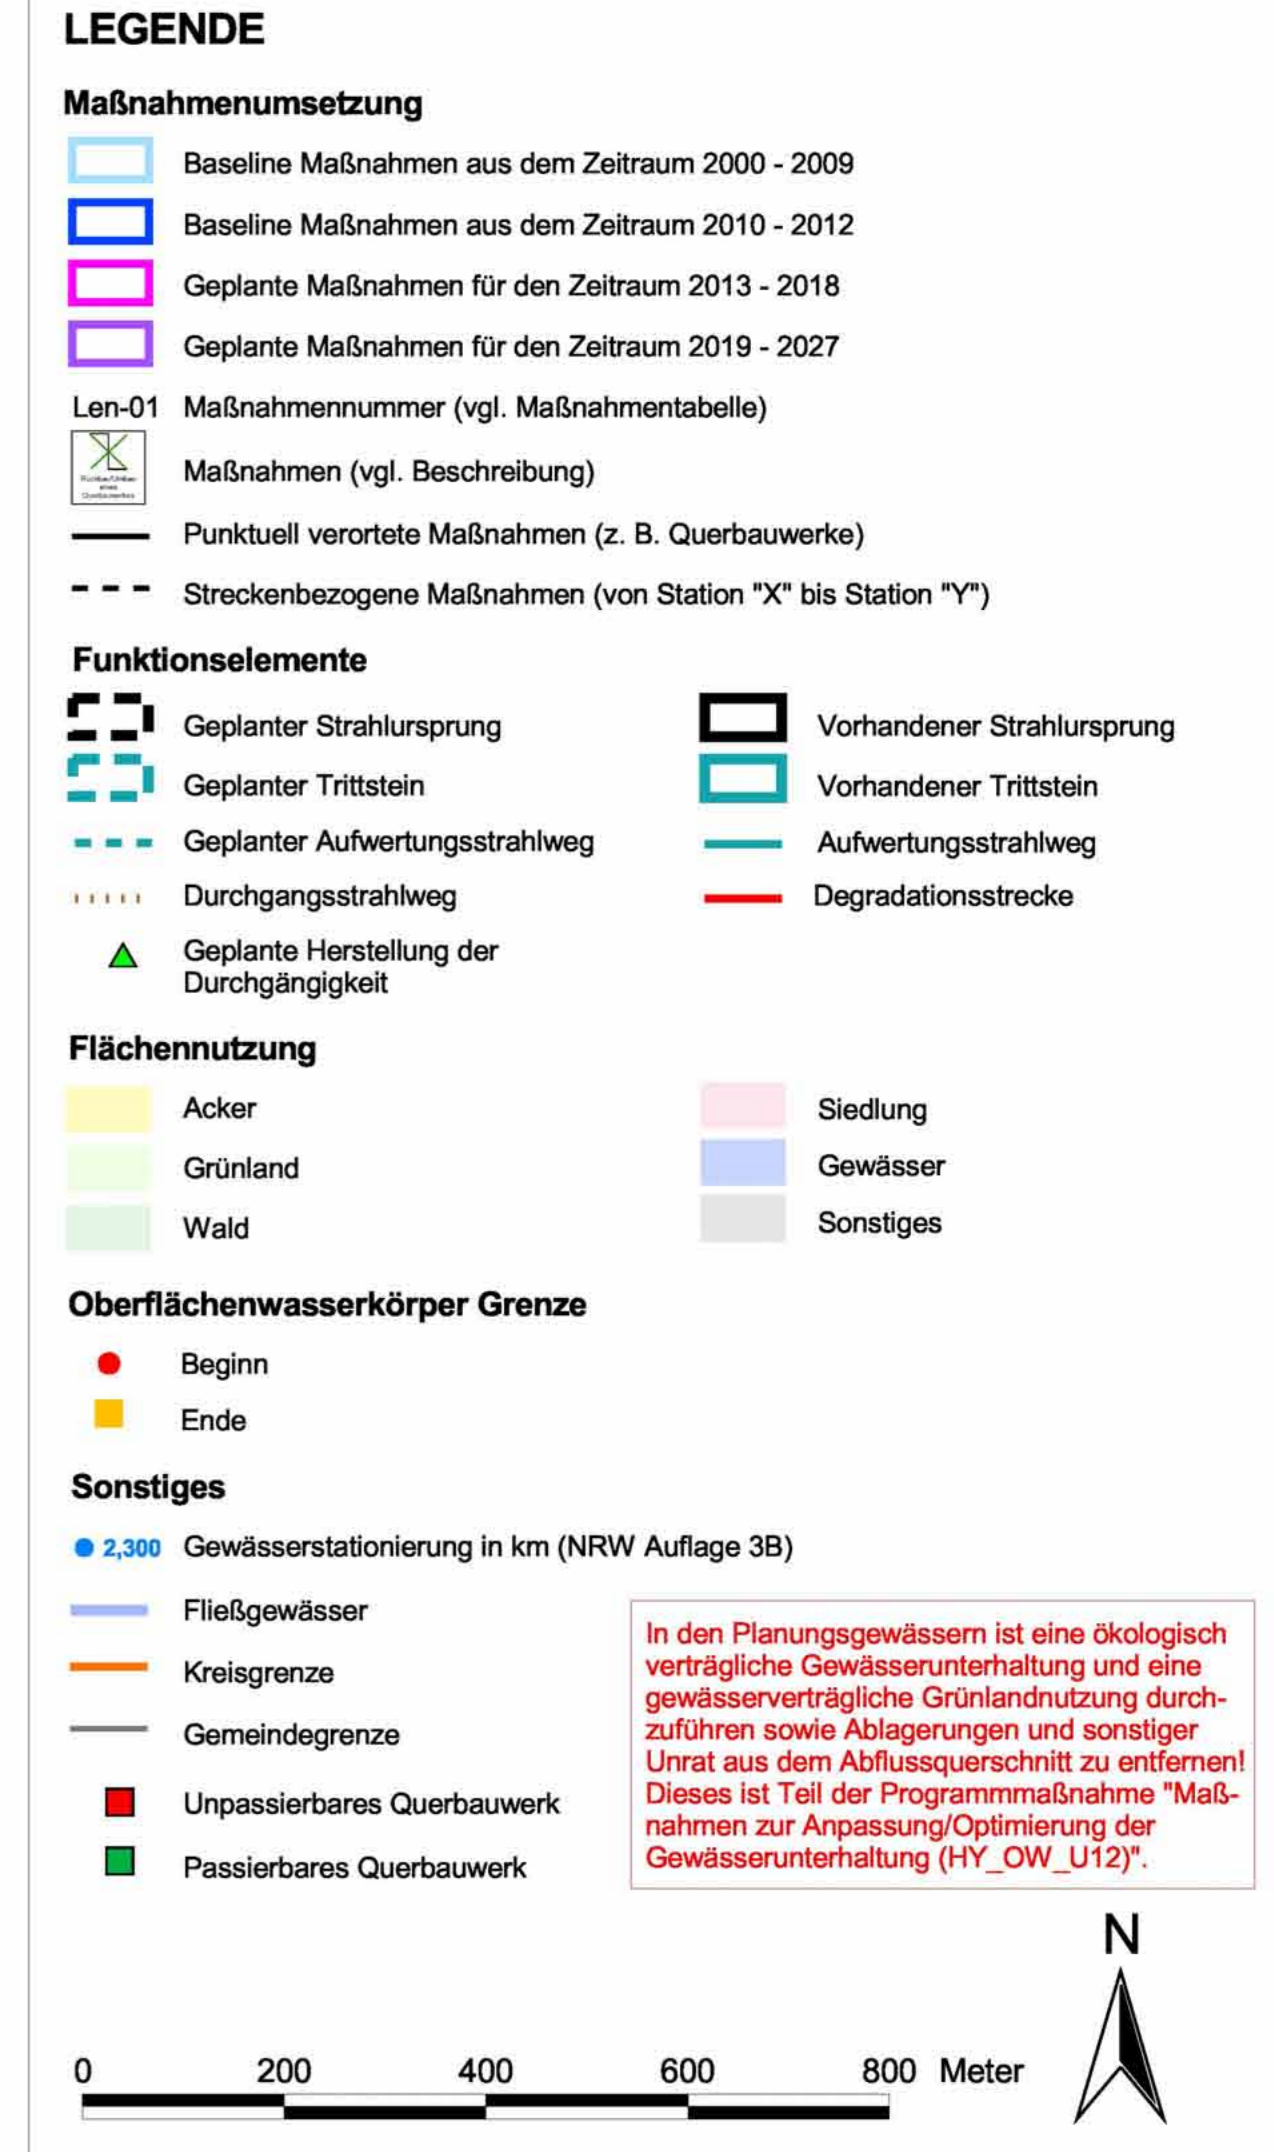 LEGENDE
Maßnahmenumsetzung
Baseline Maßnahmen aus dem Zeitraum 2000 - 2009
Baseline Maßnahmen aus dem Zeitraum 2010 - 2012
Geplante Maßnahmen für den Zeitraum 2013 - 2018
Geplante Maßnahmen für den Zeitraum 2019 - 2027
Len-01 Maßnahmennummer (vgl. Maßnahmentabelle)
Rückbau/Umbau
eines
Querbauwerkes
Maßnahmen (vgl. Beschreibung)
Punktuell verortete Maßnahmen (z. B. Querbauwerke)
Streckenbezogene Maßnahmen (von Station "X" bis Station "Y")
Funktionselemente
Geplanter Strahlursprung
Vorhandener Strahlursprung
Geplanter Trittstein
Vorhandener Trittstein
Geplanter Aufwertungsstrahlweg
Aufwertungsstrahlweg
Durchgangsstrahlweg
Degradationsstrecke
Geplante Herstellung der
Durchgängigkeit
Flächennutzung
Acker
Siedlung
Grünland
Gewässer
Wald
Sonstiges
Oberflächenwasserkörper Grenze
Beginn
Ende
Sonstiges
2,300 Gewässerstationierung in km (NRW Auflage 3B)
Fließgewässer
Kreisgrenze
Gemeindegrenze
Unpassierbares Querbauwerk
Passierbares Querbauwerk
In den Planungsgewässern ist eine ökologisch
verträgliche Gewässerunterhaltung und eine
gewässerverträgliche Grünlandnutzung durch-
zuführen sowie Ablagerungen und sonstiger
Unrat aus dem Abflussquerschnitt zu entfernen!
Dieses ist Teil der Programmmaßnahme "Maß-
nahmen zur Anpassung/Optimierung der
Gewässerunterhaltung (HY_OW_U12)".
N
0 200 400 600 800 Meter